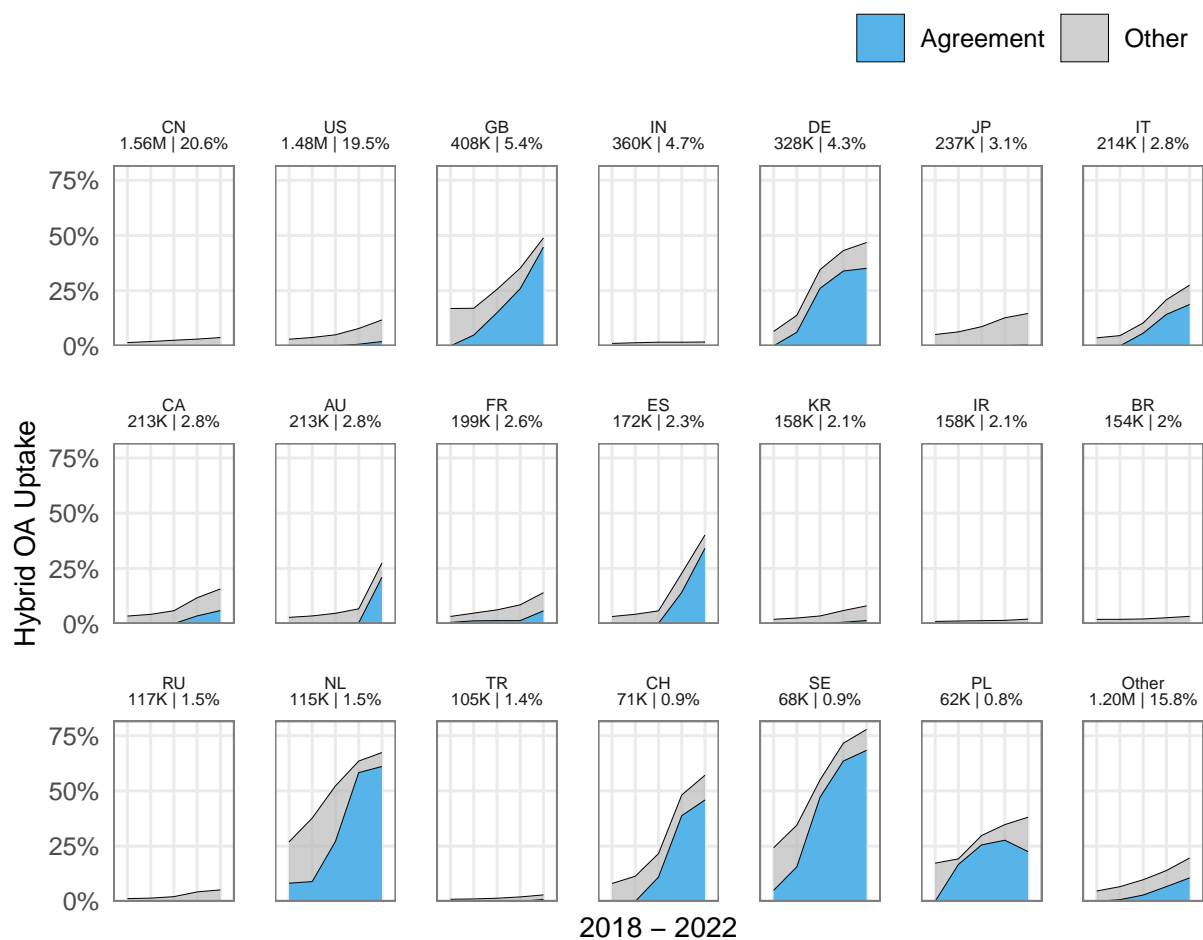 Agreement Other
CN US GB IN DE JP IT
1.56M | 20.6% 1.48M | 19.5% 408K | 5.4% 360K | 4.7% 328K | 4.3% 237K | 3.1% 214K | 2.8%
75%
50%
25%
0%
CA AU FR ES KR IR BR
213K | 2.8% 213K | 2.8% 199K | 2.6% 172K | 2.3% 158K | 2.1% 158K | 2.1% 154K | 2%
75%
50%
25%
0%
Hybrid OA Uptake
RU NL TR CH SE PL Other
117K | 1.5% 115K | 1.5% 105K | 1.4% 71K | 0.9% 68K | 0.9% 62K | 0.8% 1.20M | 15.8%
75%
50%
25%
0%
2018 – 2022